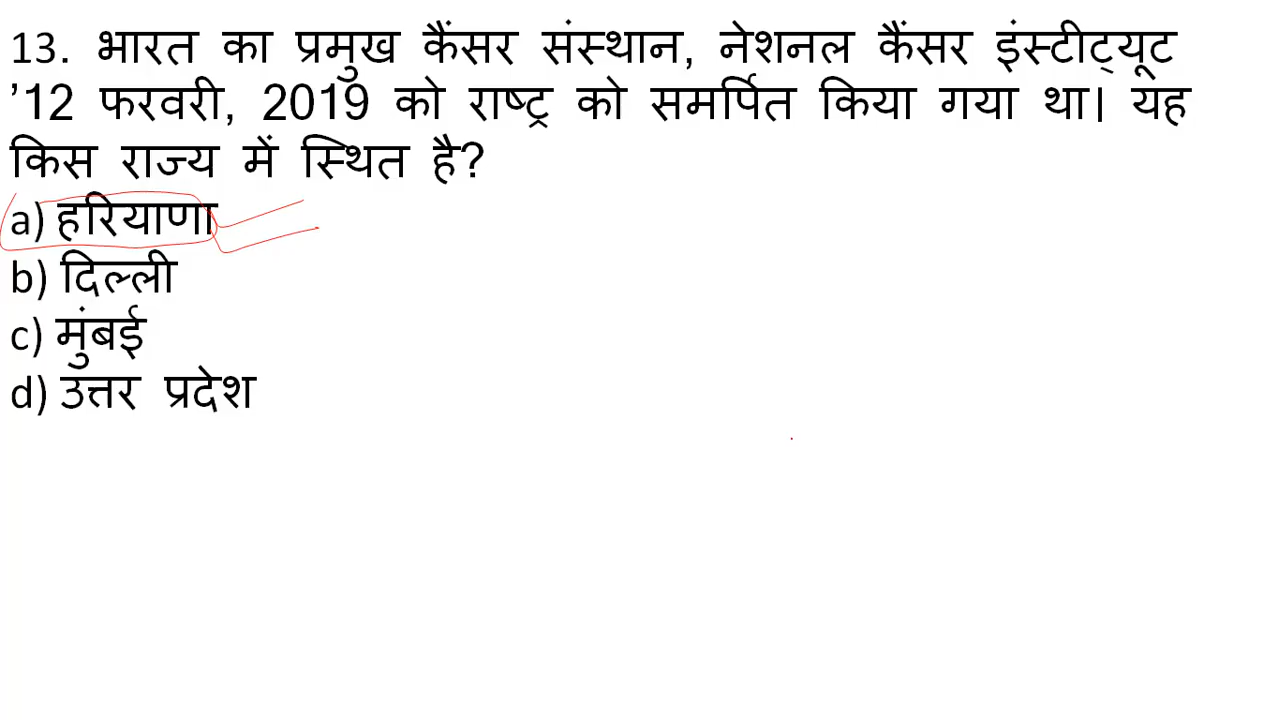 13. भारत का प्रमुख कैंसर संस्थान, नेशनल कैंसर इंस्टीट्यूट
’12 फरवरी, 2019 को राष्ट्र को समर्पित किया गया था। यह
किस राज्य में स्थित है?
a) हरियाणा
b) दिल्ली
c) मुंबई
d) उत्तर प्रदेश